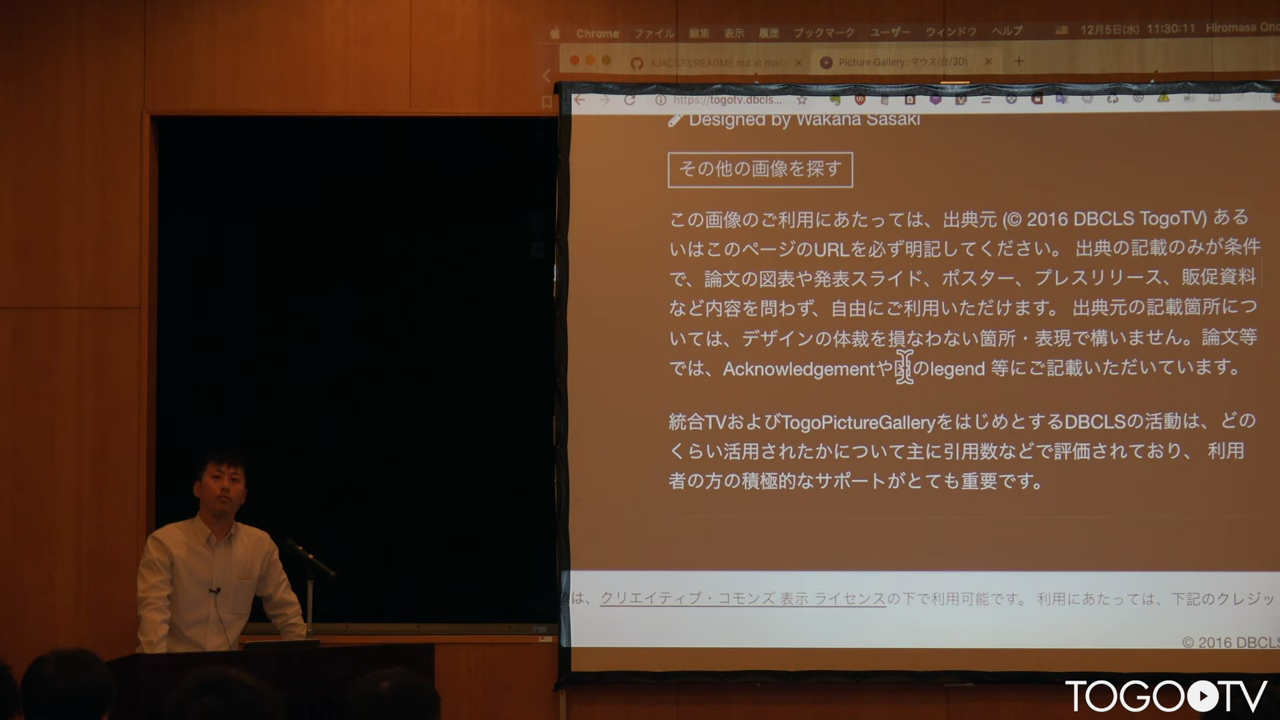 Chrome ファイル 編集 表示 履歴 ブックマーク ユーザー ウィンドウ ヘルプ 12月5日(水) 11:30:11 Hiromasa Ono
AJACS73/README.md at mas Picture Gallery: マウス(白/3D)
https://togotv.dbcls...
Designed by Wakana Sasaki
その他の画像を探す
この画像のご利用にあたっては、出典元 (© 2016 DBCLS TogoTV) ある
いはこのページのURLを必ず明記してください。 出典の記載のみが条件
で、論文の図表や発表スライド、ポスター、プレスリリース、販促資料
など内容を問わず、自由にご利用いただけます。 出典元の記載箇所につ
いては、デザインの体裁を損なわない箇所・表現で構いません。論文等
では、Acknowledgementや図のlegend 等にご記載いただいています。
統合TVおよびTogoPictureGalleryをはじめとするDBCLSの活動は、どの
くらい活用されたかについて主に引用数などで評価されており、 利用
者の方の積極的なサポートがとても重要です。
は、クリエイティブ・コモンズ 表示 ライセンスの下で利用可能です。 利用にあたっては、下記のクレジッ
© 2016 DBCLS
TOGOTV